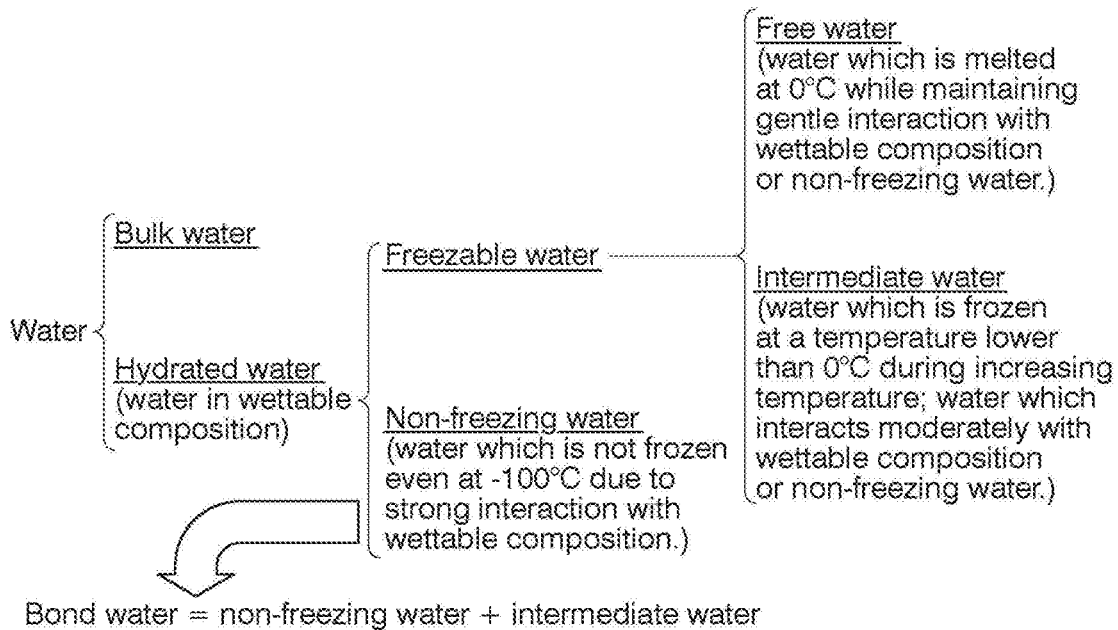 Free water
(water which is melted
at 0°C while maintaining
gentle interaction with
wettable composition
or non-freezing water.)
Bulk water
Freezable water
Water
Hydrated water
(water in wettable
composition)
Intermediate water
(water which is frozen
at a temperature lower
than 0°C during increasing
temperature; water which
interacts moderately with
wettable composition
or non-freezing water.)
Non-freezing water
(water which is not frozen
even at -100°C due to
strong interaction with
wettable composition.)
Bond water = non-freezing water + intermediate water